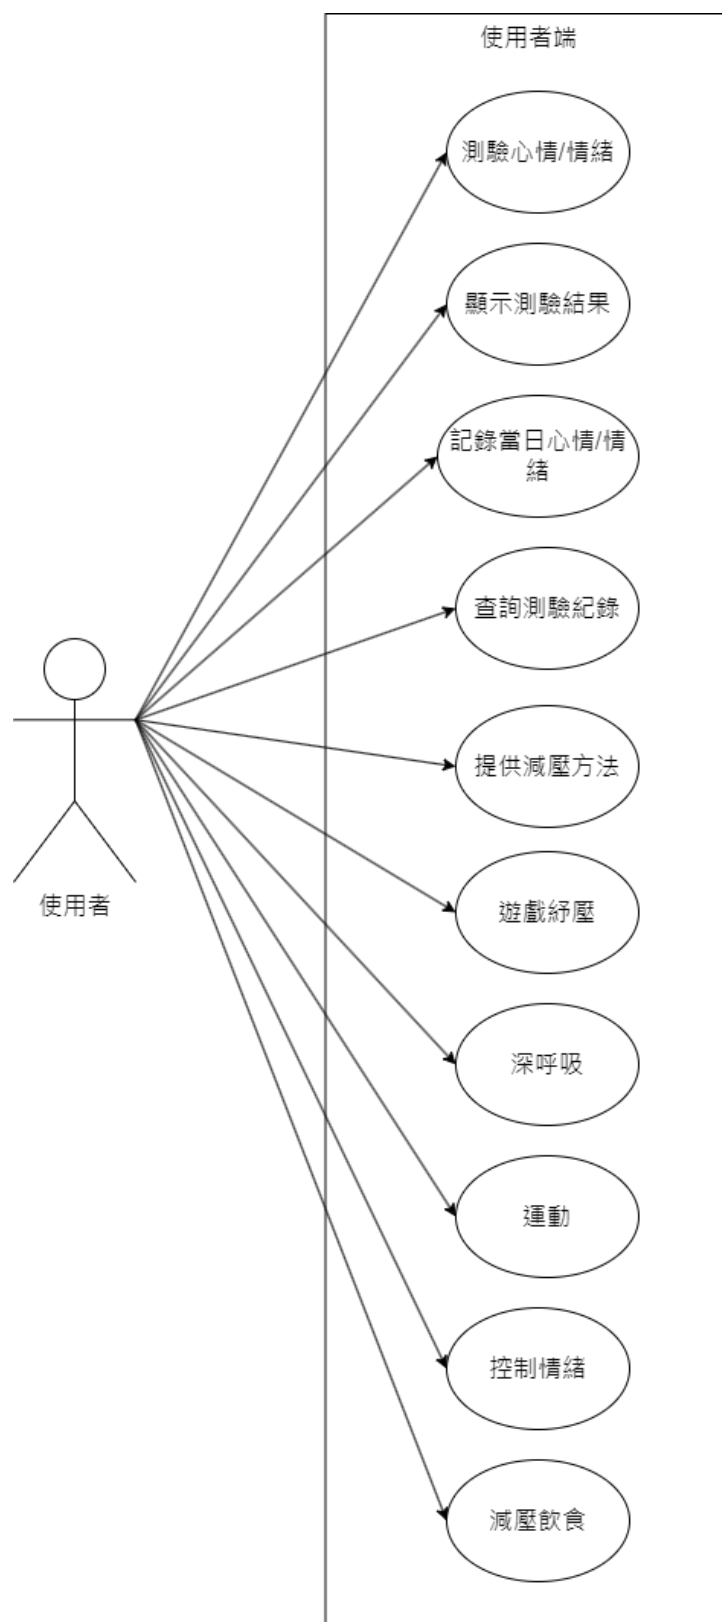 使用者端
測驗心情/情緒
顯示測驗結果
記錄當日心情/情
緒
查詢測驗紀錄
提供減壓方法
使用者
遊戲紓壓
深呼吸
運動
控制情緒
減壓飲食